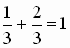 1/3 + 2/3 = 1